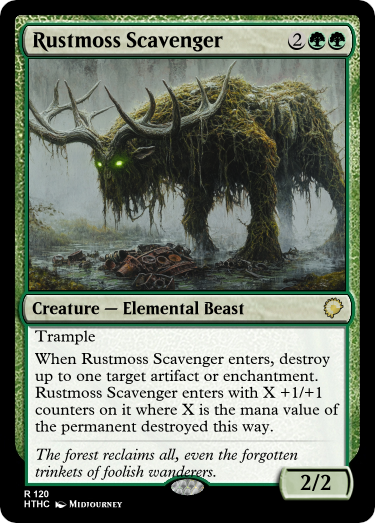 Rustmoss Scavenger 2
Creature — Elemental Beast
Trample
When Rustmoss Scavenger enters, destroy
up to one target artifact or enchantment.
Rustmoss Scavenger enters with X +1/+1
counters on it where X is the mana value of
the permanent destroyed this way.
The forest reclaims all, even the forgotten
trinkets of foolish wanderers.
2/2
R 120
HTHC Midjourney